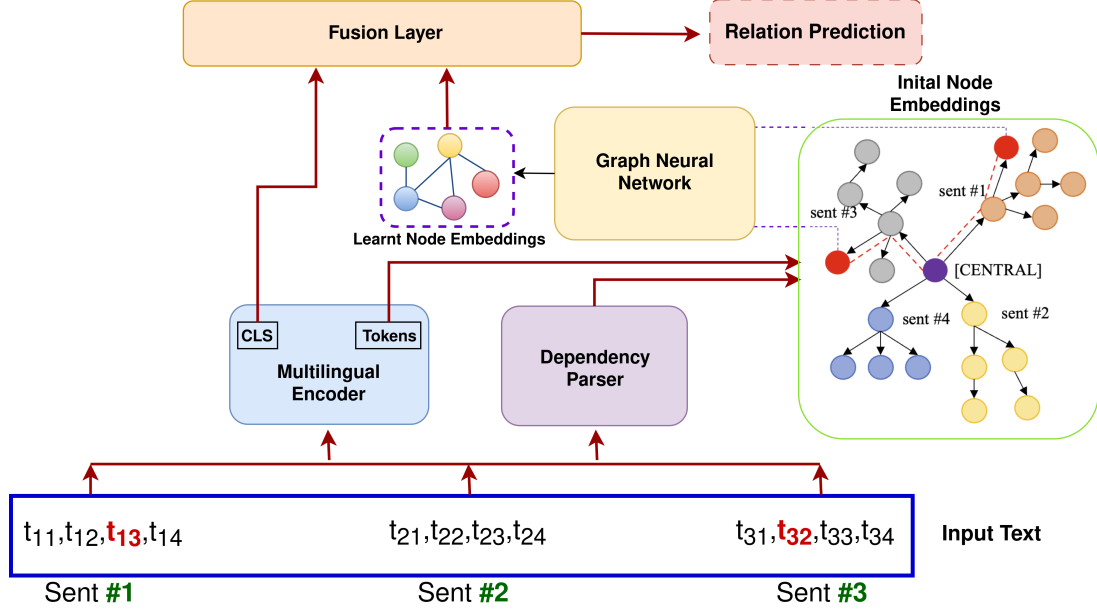 Fusion Layer
Relation Prediction
Inital Node
Embeddings
Graph Neural
Network
sent #1
sent #3
Learnt Node Embeddings
[CENTRAL]
sent #4
sent #2
CLS
Tokens
Multilingual
Encoder
Dependency
Parser
t11,t12,t13,t14
t21,t22,t23,t24
t31,t32,t33,t34
Input Text
Sent #1
Sent #2
Sent #3